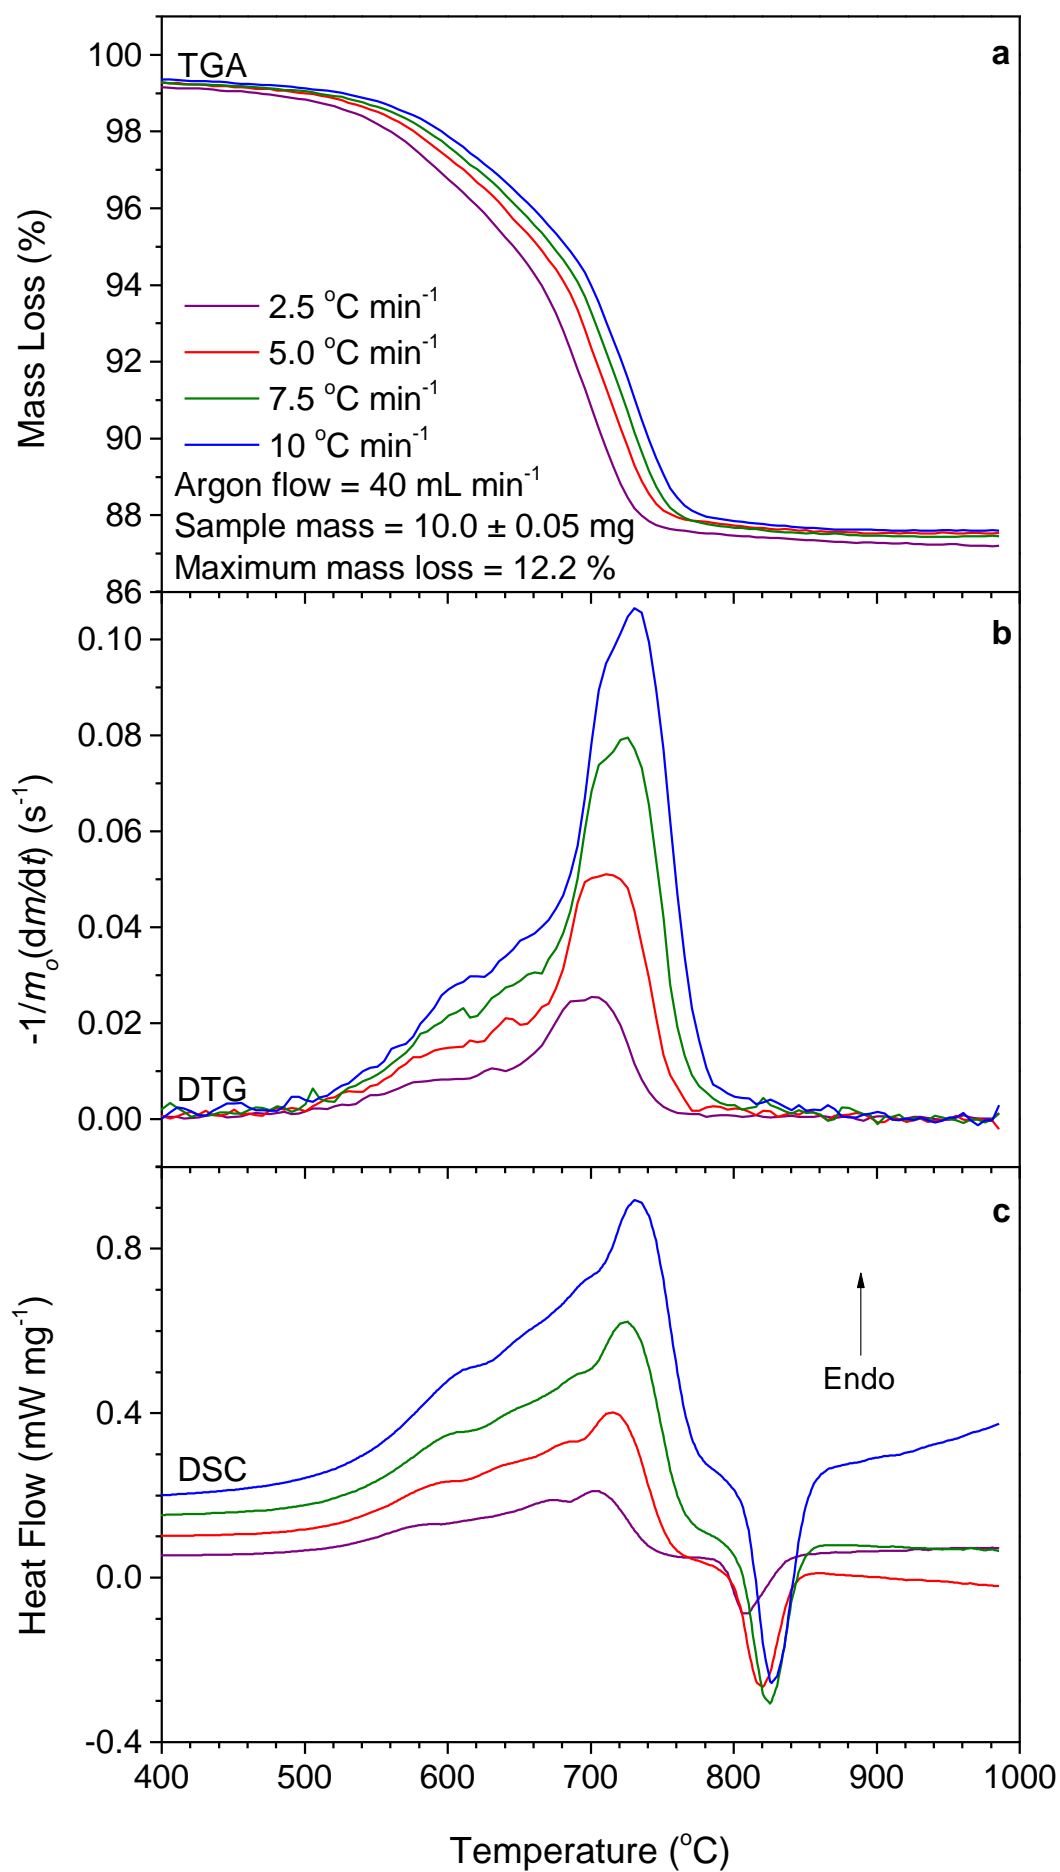 a
TGA
100
98
96
94
92
90
88
86
Mass Loss (%)
2.5 °C min⁻¹
5.0 °C min⁻¹
7.5 °C min⁻¹
10 °C min⁻¹
Argon flow = 40 mL min⁻¹
Sample mass = 10.0 ± 0.05 mg
Maximum mass loss = 12.2 %
b
0.10
0.08
0.06
0.04
0.02
0.00
-1/mₒ(dm/dt) (s⁻¹)
DTG
c
0.8
0.4
0.0
-0.4
Heat Flow (mW mg⁻¹)
Endo
DSC
400 500 600 700 800 900 1000
Temperature (°C)